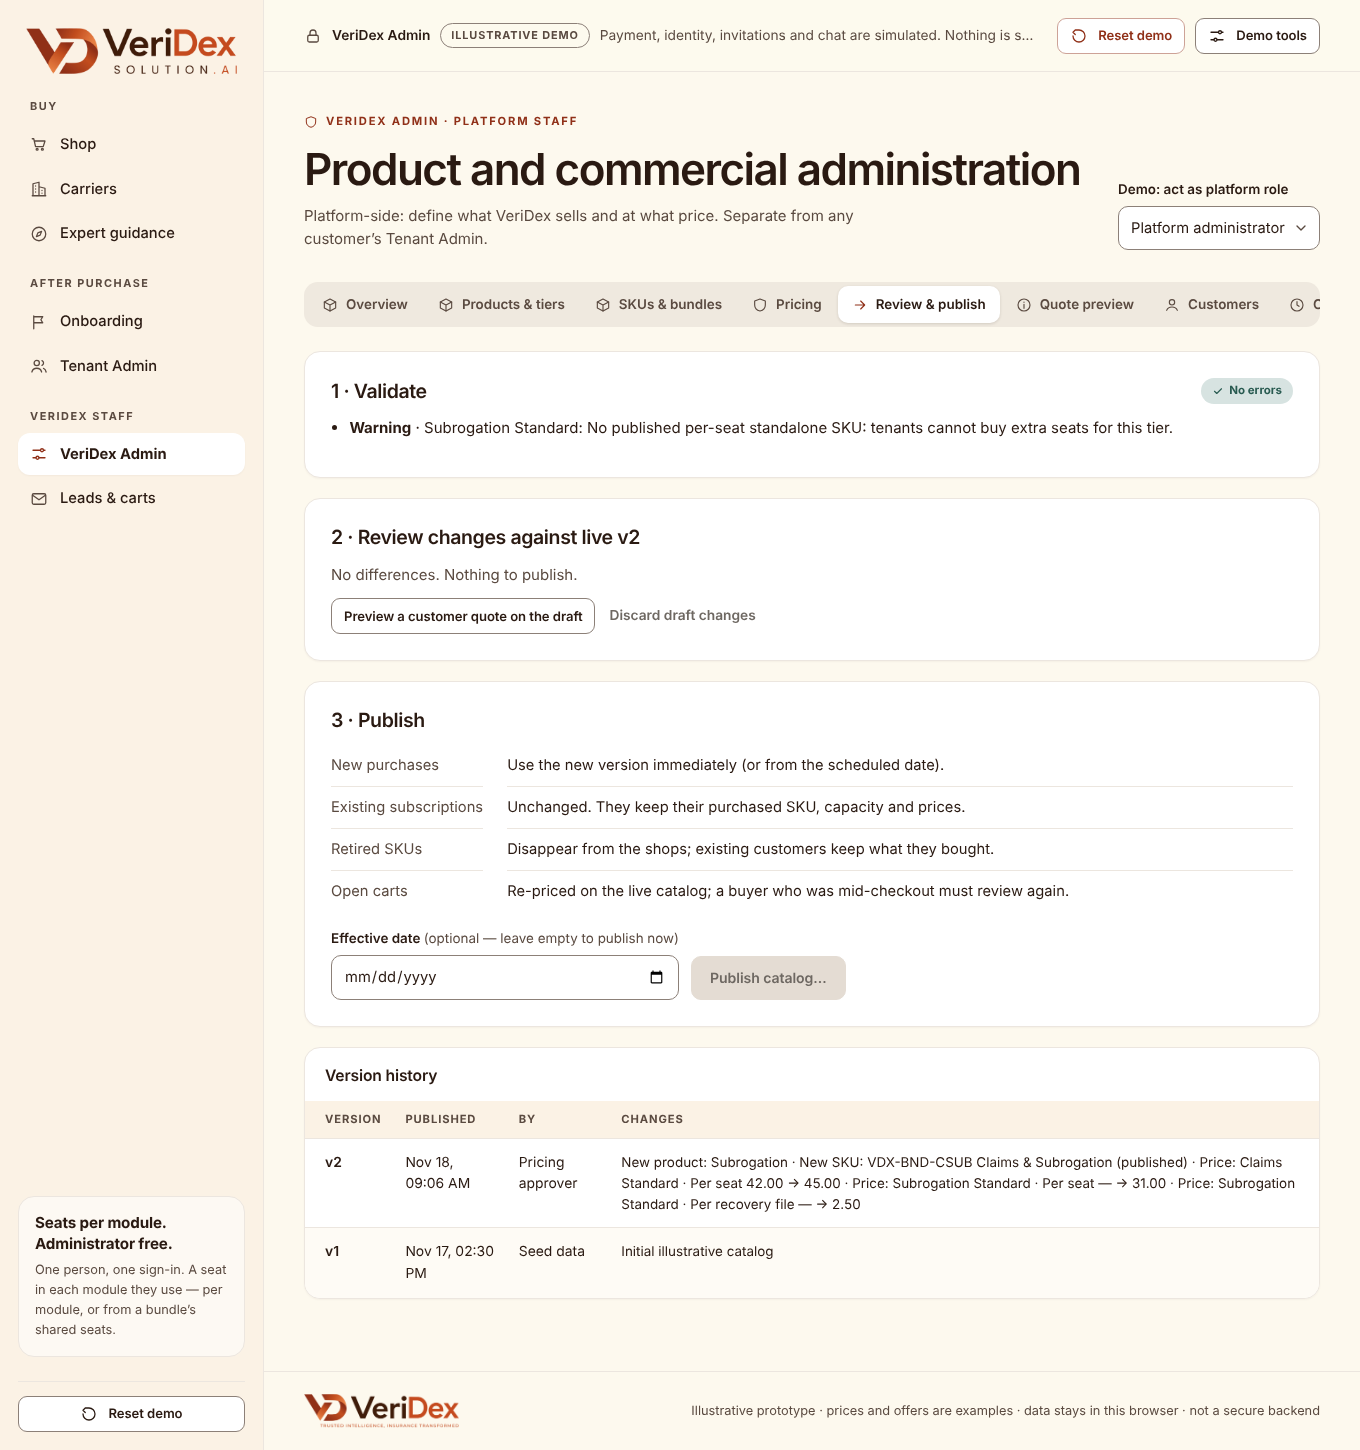 VeriDex
SOLUTION.AI
BUY
Shop
Carriers
Expert guidance
AFTER PURCHASE
Onboarding
Tenant Admin
VERIDEX STAFF
VeriDex Admin
Leads & carts
Seats per module.
Administrator free.
One person, one sign-in. A seat
in each module they use — per
module, or from a bundle's
shared seats.
Reset demo
VeriDex Admin
ILLUSTRATIVE DEMO
Payment, identity, invitations and chat are simulated. Nothing is s...
Reset demo
Demo tools
VERIDEX ADMIN · PLATFORM STAFF
Product and commercial administration
Platform-side: define what VeriDex sells and at what price. Separate from any
customer's Tenant Admin.
Demo: act as platform role
Platform administrator
Overview
Products & tiers
SKUs & bundles
Pricing
Review & publish
Quote preview
Customers
1 · Validate
No errors
• Warning · Subrogation Standard: No published per-seat standalone SKU: tenants cannot buy extra seats for this tier.
2 · Review changes against live v2
No differences. Nothing to publish.
Preview a customer quote on the draft
Discard draft changes
3 · Publish
New purchases Use the new version immediately (or from the scheduled date).
Existing subscriptions Unchanged. They keep their purchased SKU, capacity and prices.
Retired SKUs Disappear from the shops; existing customers keep what they bought.
Open carts Re-priced on the live catalog; a buyer who was mid-checkout must review again.
Effective date (optional — leave empty to publish now)
mm/dd/yyyy
Publish catalog...
Version history
VERSION PUBLISHED BY CHANGES
v2 Nov 18, 09:06 AM Pricing approver New product: Subrogation · New SKU: VDX-BND-CSUB Claims & Subrogation (published) · Price: Claims
Standard · Per seat 42.00 → 45.00 · Price: Subrogation Standard · Per seat — → 31.00 · Price: Subrogation
Standard · Per recovery file — → 2.50
v1 Nov 17, 02:30 PM Seed data Initial illustrative catalog
VeriDex
TRUSTED INTELLIGENCE. INSURANCE TRANSFORMED
Illustrative prototype · prices and offers are examples · data stays in this browser · not a secure backend